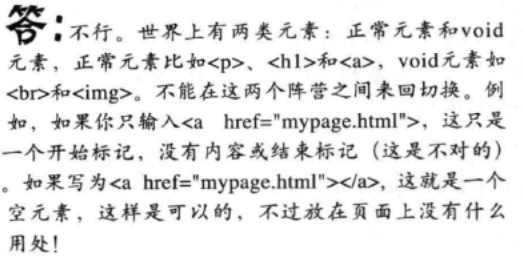 答：不行。世界上有两类元素：正常元素和void
元素，正常元素比如<p>、<h1>和<a>，void元素如
<br>和<img>。不能在这两个阵营之间来回切换。例
如，如果你只输入<a href="mypage.html">，这只是
一个开始标记，没有内容或结束标记（这是不对的）
。如果写为<a href="mypage.html"></a>，这就是一个
空元素，这样是可以的，不过放在页面上没有什么
用处！